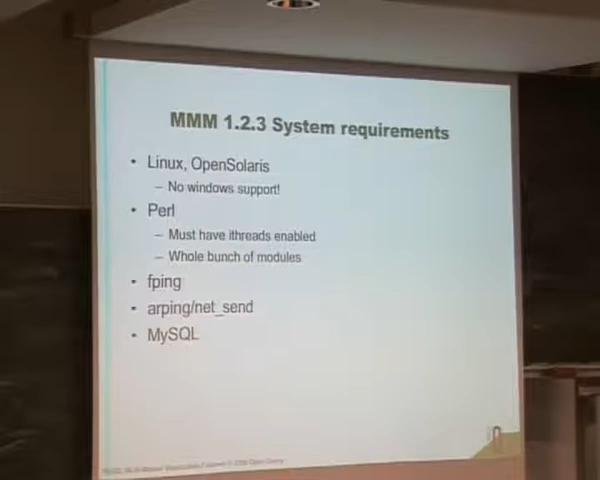 MMM 1.2.3 System requirements
• Linux, OpenSolaris
– No windows support!
• Perl
– Must have ithreads enabled
– Whole bunch of modules
• fping
• arping/net_send
• MySQL